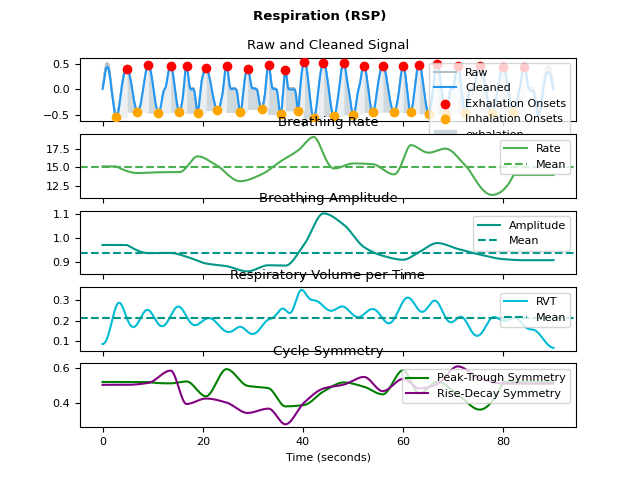 Respiration (RSP)
Raw and Cleaned Signal
0.5
0.0
−0.5
Raw
Cleaned
Exhalation Onsets
Inhalation Onsets
exhalation
Breathing Rate
17.5
15.0
12.5
Rate
Mean
Breathing Amplitude
1.1
1.0
0.9
Amplitude
Mean
Respiratory Volume per Time
0.3
0.2
0.1
RVT
Mean
Cycle Symmetry
0.6
0.4
Peak-Trough Symmetry
Rise-Decay Symmetry
0 20 40 60 80
Time (seconds)